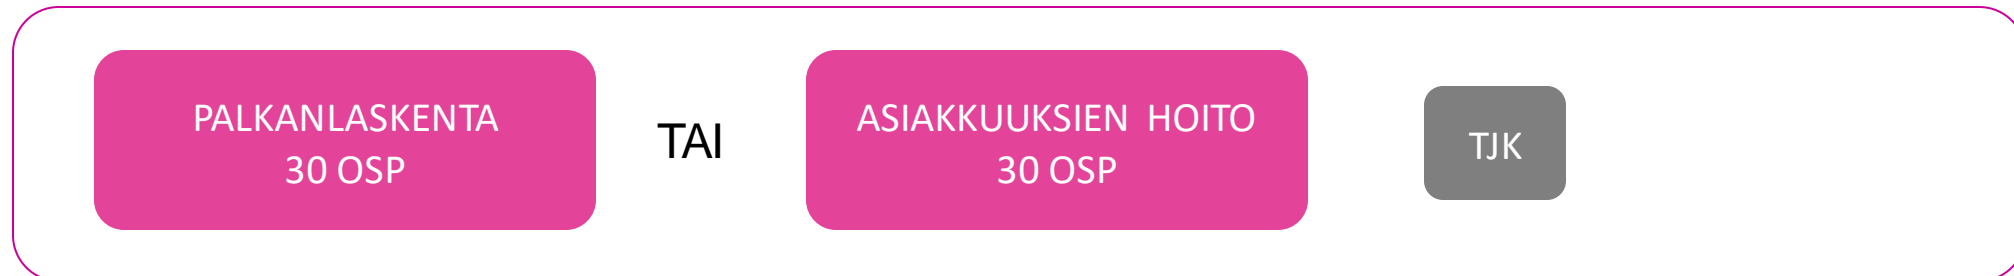 PALKANLASKENTA
30 OSP
TAI
ASIAKKUUKSIEN HOITO
30 OSP
TJK